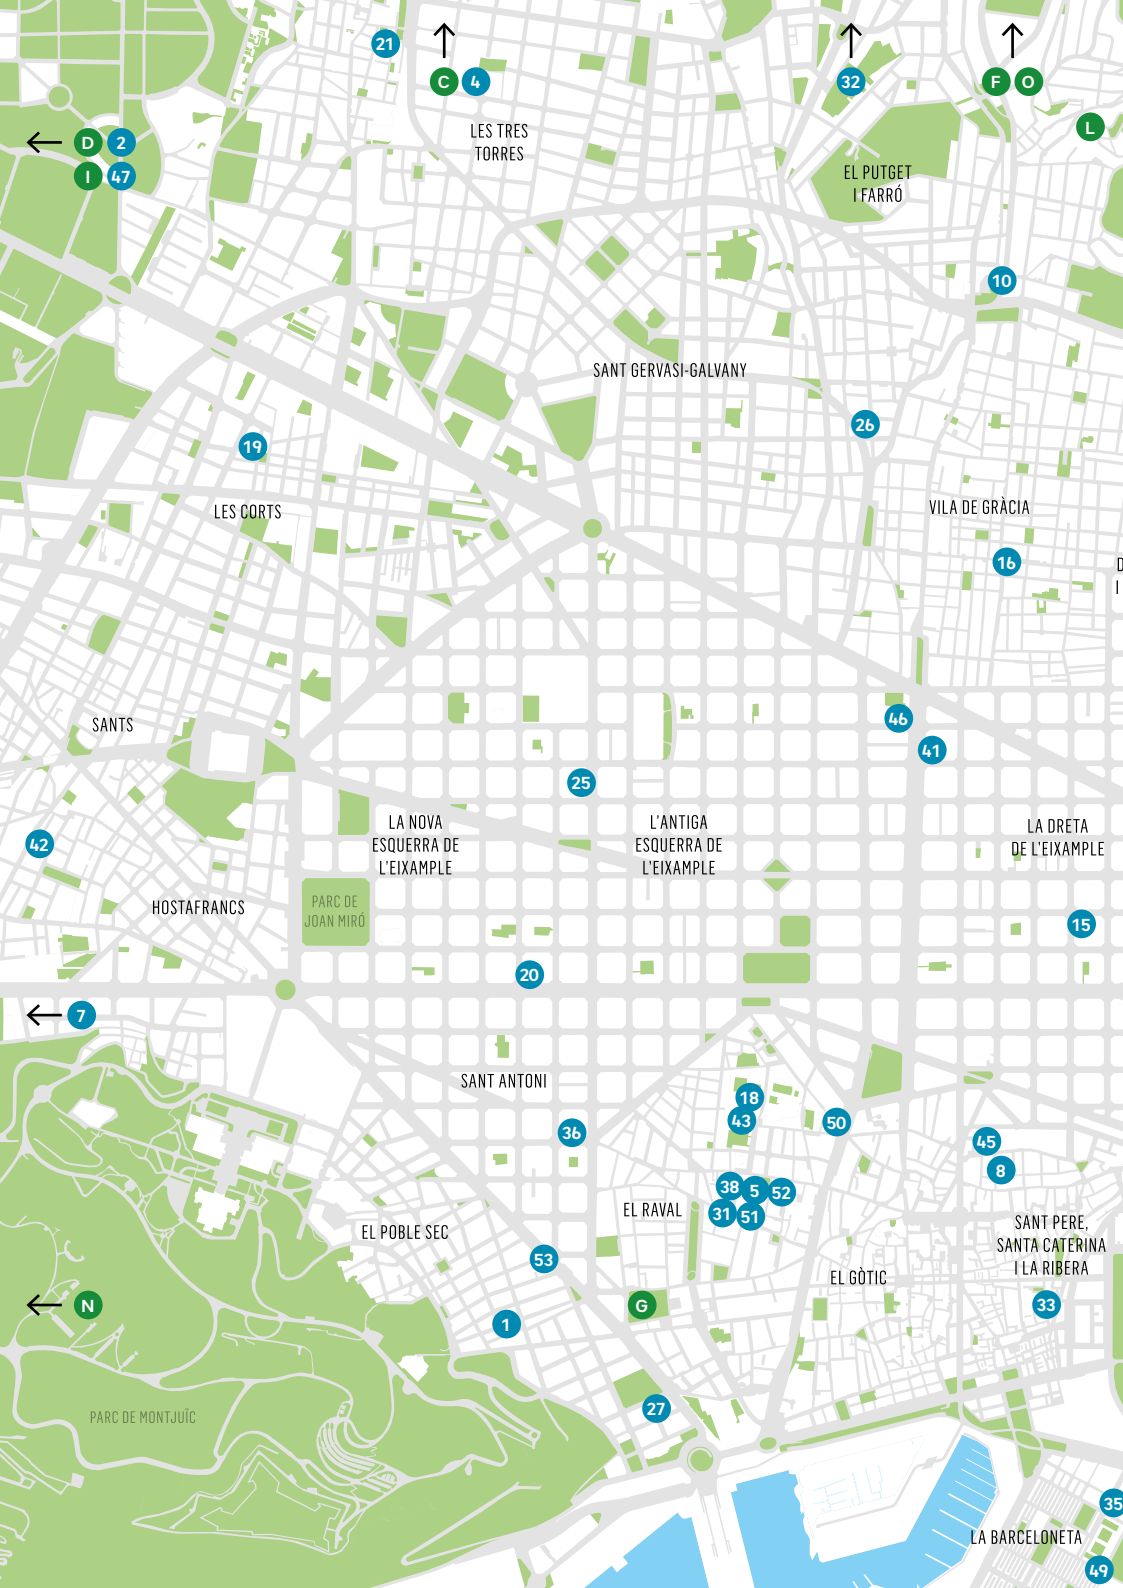 21
C 4
32
F O
L
D 2
I 47
LES TRES
TORRES
EL PUTGET
I FARRÓ
10
SANT GERVASI-GALVANY
26
19
LES CORTS
VILA DE GRÀCIA
16
D
I
SANTS
46
41
25
42
LA NOVA
ESQUERRA DE
L'EIXAMPLE
L'ANTIGA
ESQUERRA DE
L'EIXAMPLE
LA DRETA
DE L'EIXAMPLE
HOSTAFRANCS
PARC DE
JOAN MIRÓ
15
20
7
SANT ANTONI
18
43
50
36
45
8
38 5 52
31 51
EL RAVAL
EL POBLE SEC
SANT PERE,
SANTA CATERINA
I LA RIBERA
53
EL GÒTIC
N
G
33
1
PARC DE MONTJUÏC
27
35
LA BARCELONETA
49